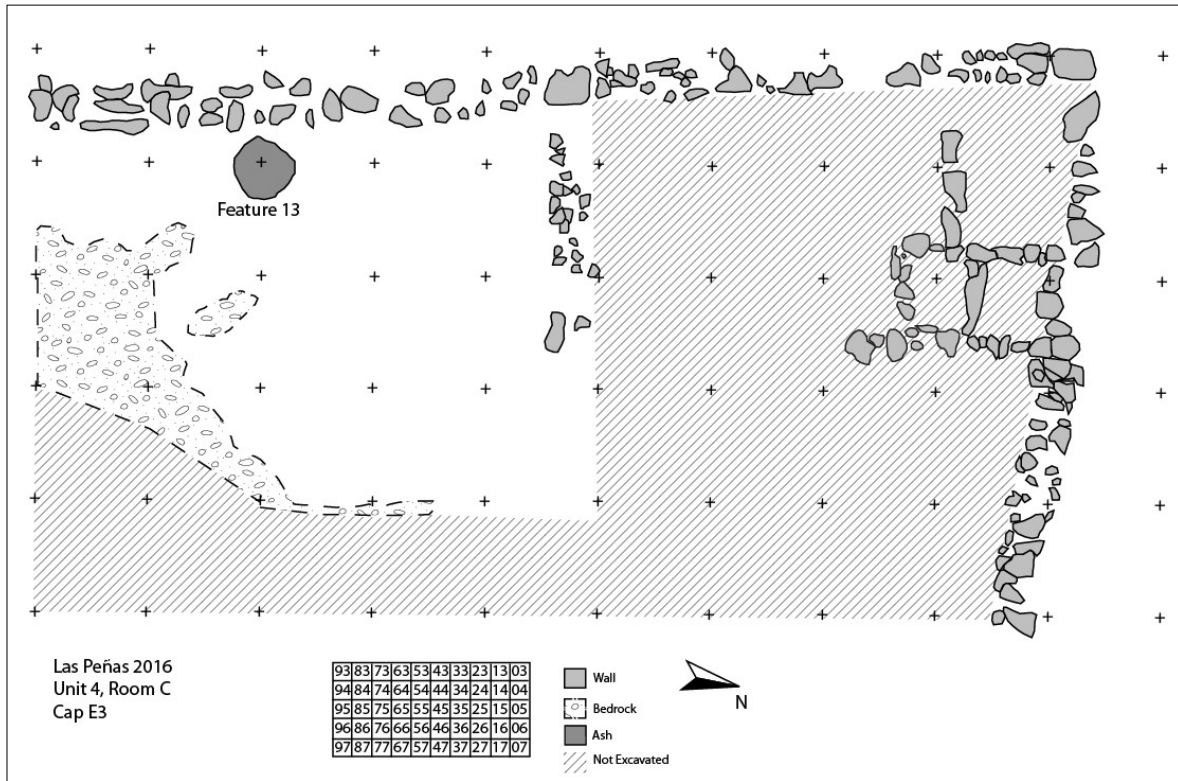 Feature 13
Las Peñas 2016
Unit 4, Room C
Cap E3
93 83 73 63 53 43 33 23 13 03
94 84 74 64 54 44 34 24 14 04
95 85 75 65 55 45 35 25 15 05
96 86 76 66 56 46 36 26 16 06
97 87 77 67 57 47 37 27 17 07
Wall
Bedrock
Ash
Not Excavated
N